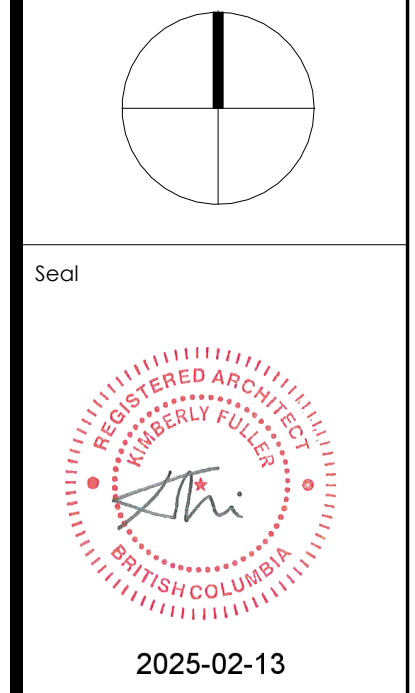 Seal
REGISTERED ARCHITECT
KIMBERLY FULLER
BRITISH COLUMBIA
2025-02-13